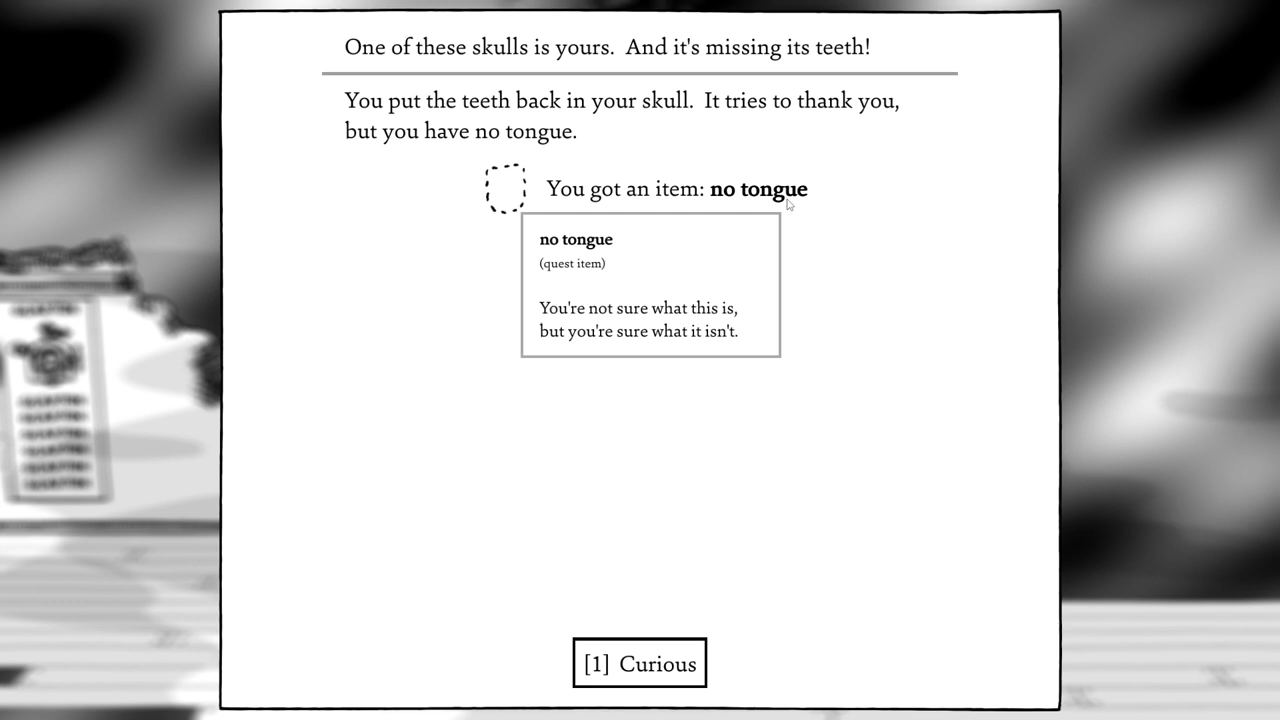 One of these skulls is yours.  And it's missing its teeth!
You put the teeth back in your skull.  It tries to thank you,
but you have no tongue.
You got an item: no tongue
no tongue
(quest item)
You're not sure what this is,
but you're sure what it isn't.
[1]  Curious